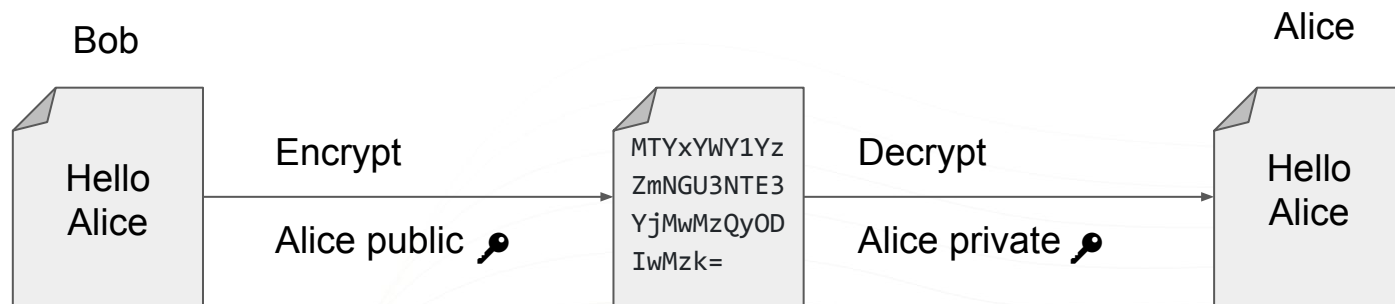 Bob
Alice
Hello
Alice
Encrypt
Alice public
MTYxYWY1Yz
ZmNGU3NTE3
YjMwMzQyOD
IwMzk=
Decrypt
Alice private
Hello
Alice